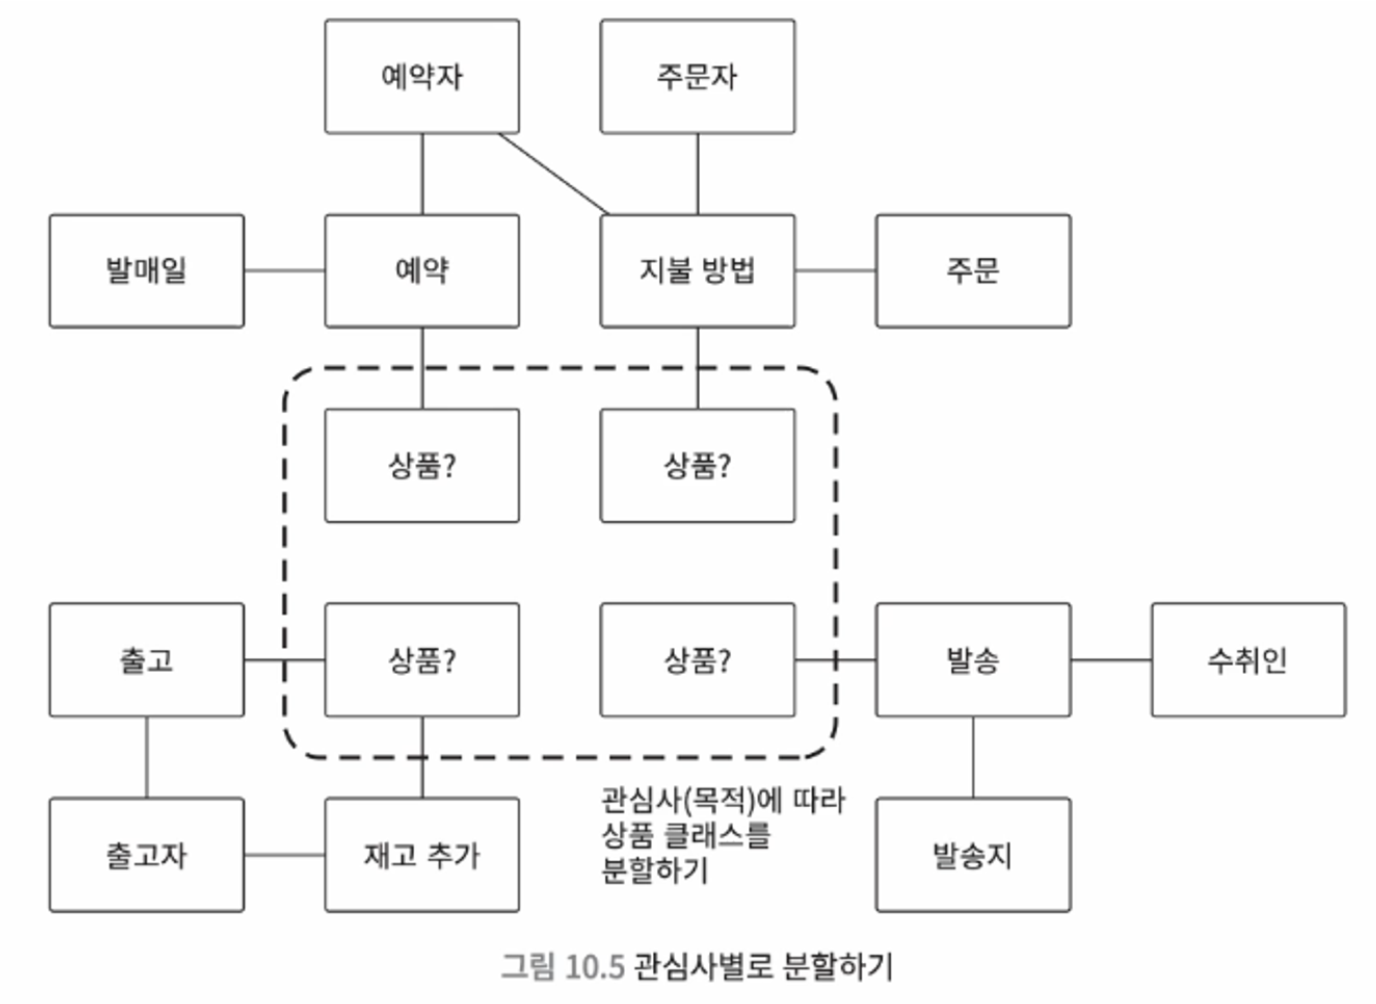 예약자
주문자
발매일
예약
지불 방법
주문
상품?
상품?
출고
상품?
상품?
발송
수취인
출고자
재고 추가
관심사(목적)에 따라
상품 클래스를
분할하기
발송지
그림 10.5 관심사별로 분할하기